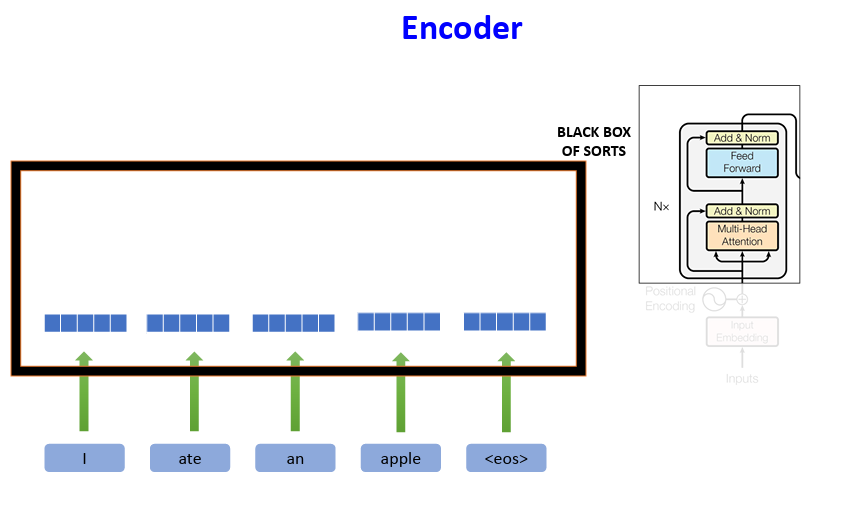 Encoder
BLACK BOX
OF SORTS
Add & Norm
Feed
Forward
N×
Add & Norm
Multi-Head
Attention
Positional
Encoding
Input
Embedding
Inputs
I
ate
an
apple
<eos>